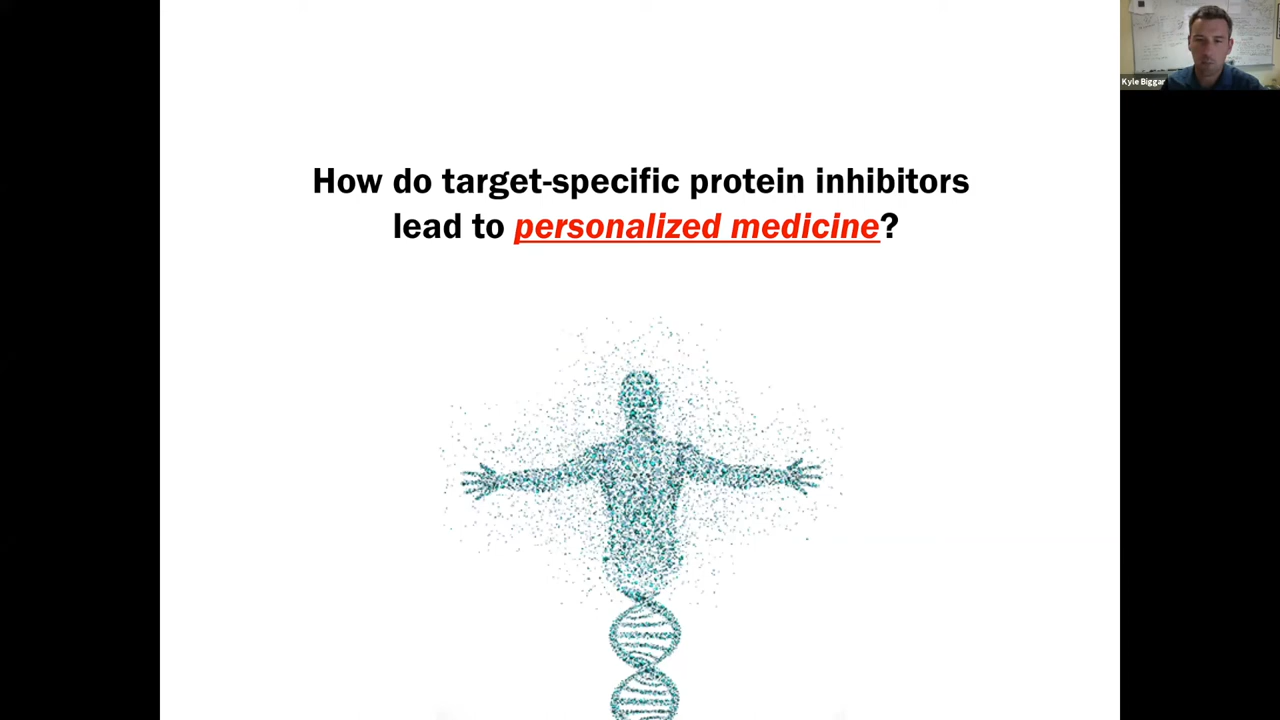 How do target-specific protein inhibitors
lead to personalized medicine?
Kyle Biggar